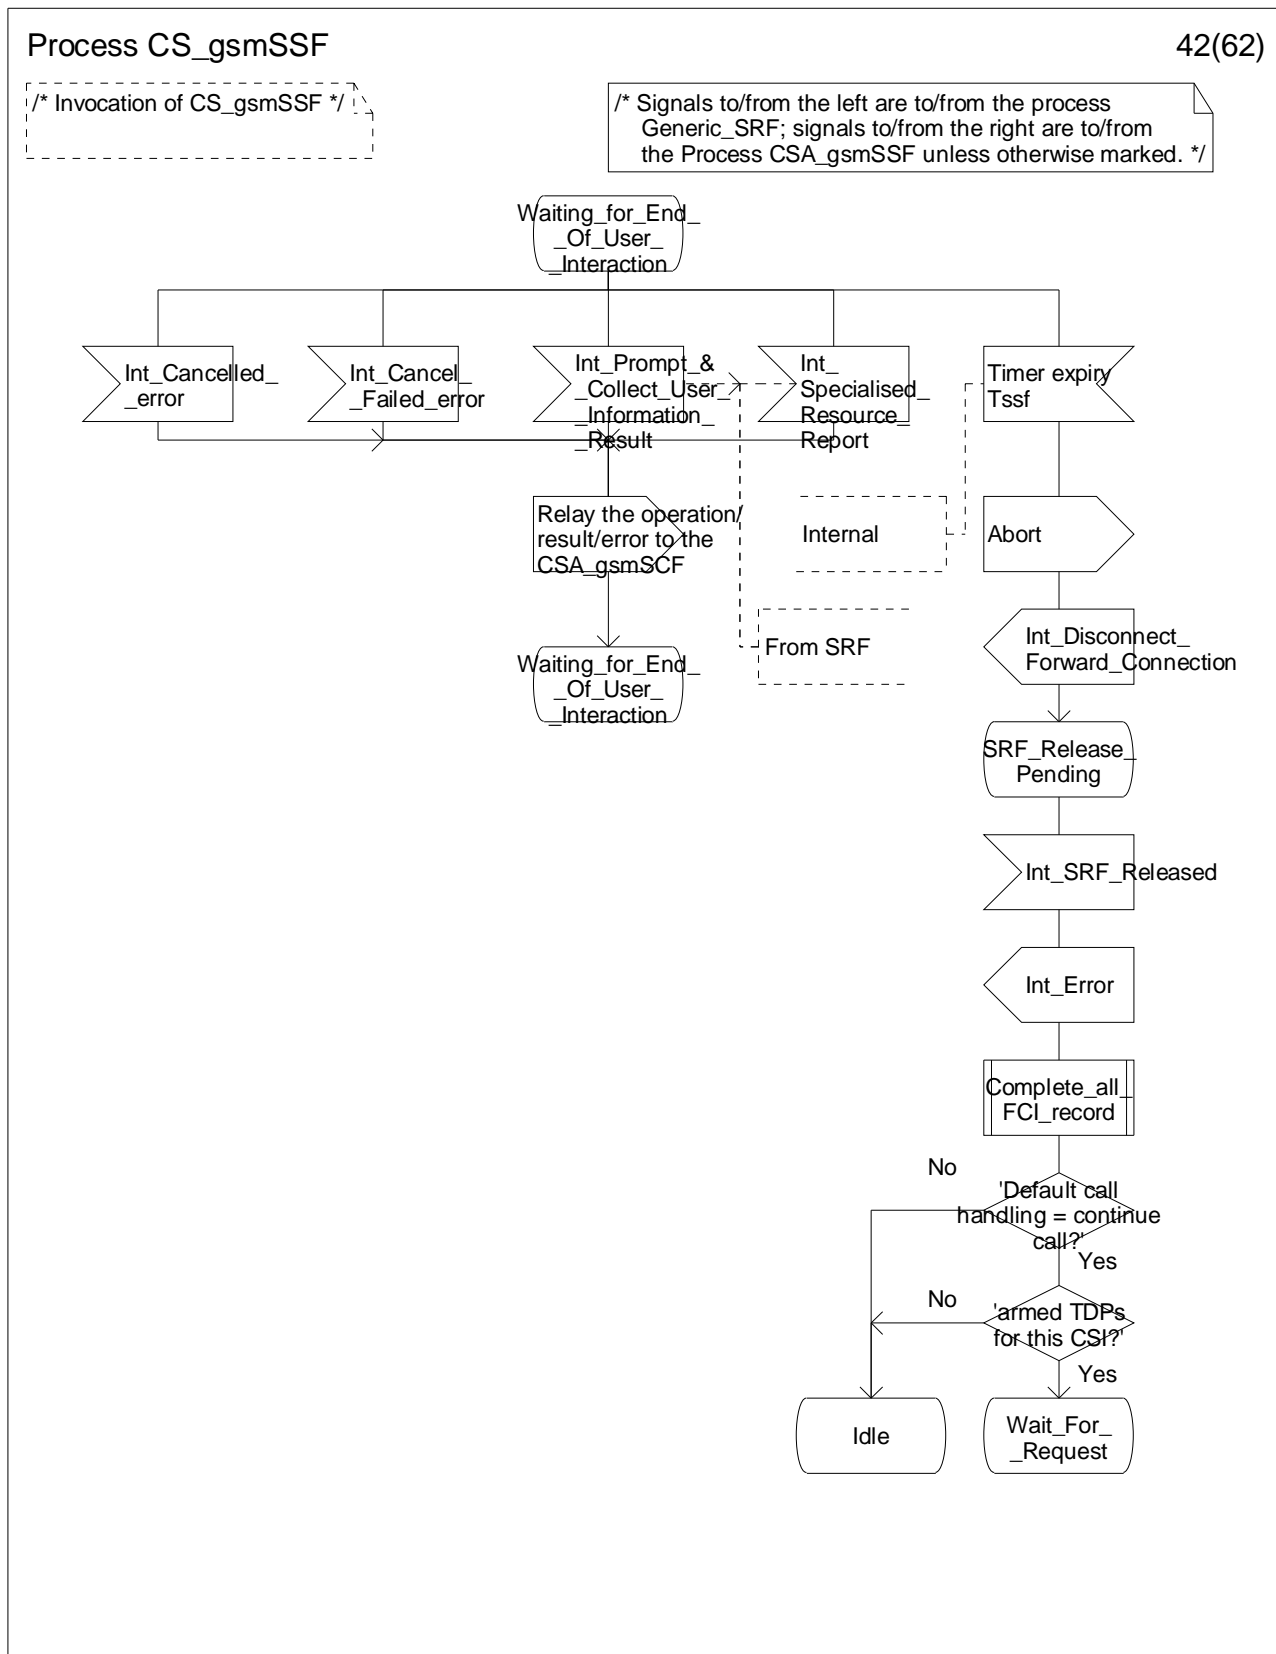 Process CS_gsmSSF
42(62)
/* Invocation of CS_gsmSSF */
/* Signals to/from the left are to/from the process
Generic_SRF; signals to/from the right are to/from
the Process CSA_gsmSSF unless otherwise marked. */
Waiting_for_End_
_Of_User_
_Interaction
Int_Cancelled_
_error
Int_Cancel_
_Failed_error
Int_Prompt_&
_Collect_User_
_Information_
_Result
Int_
Specialised_
Resource_
Report
Timer expiry
Tssf
Relay the operation/
result/error to the
CSA_gsmSCF
Internal
Abort
Waiting_for_End_
_Of_User_
_Interaction
From SRF
Int_Disconnect_
Forward_Connection
SRF_Release_
Pending
Int_SRF_Released
Int_Error
Complete_all_
FCI_record
No
'Default call
handling = continue
call?'
Yes
No
'armed TDPs
for this CSI?'
Yes
Idle
Wait_For_
_Request